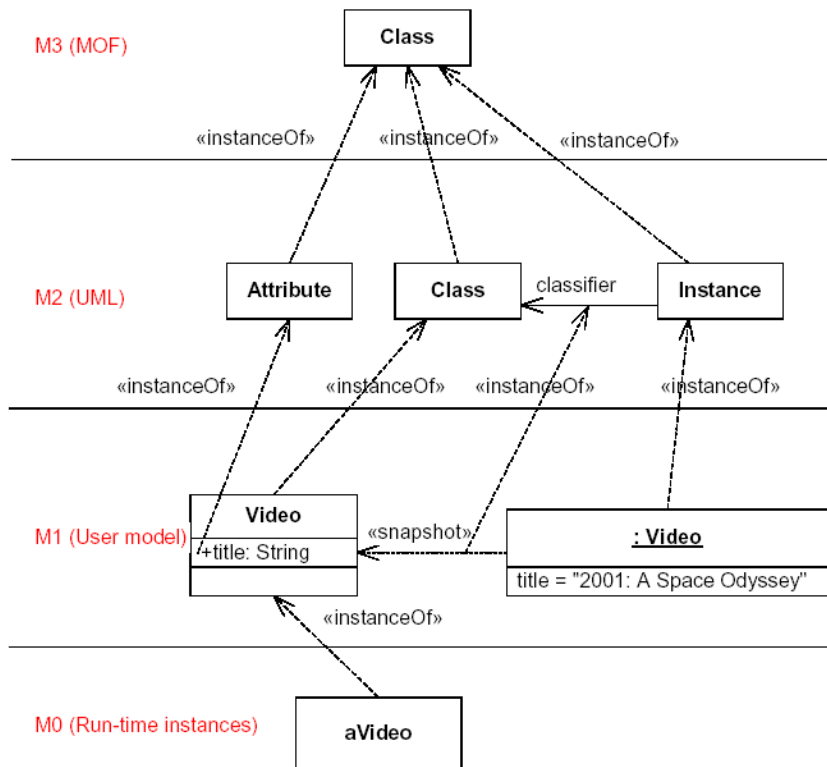 M3 (MOF)
Class
«instanceOf»
«instanceOf»
«instanceOf»
M2 (UML)
Attribute
Class
classifier
Instance
«instanceOf»
«instanceOf»
«instanceOf»
«instanceOf»
M1 (User model)
Video
+title: String
«snapshot»
: Video
title = "2001: A Space Odyssey"
«instanceOf»
M0 (Run-time instances)
aVideo